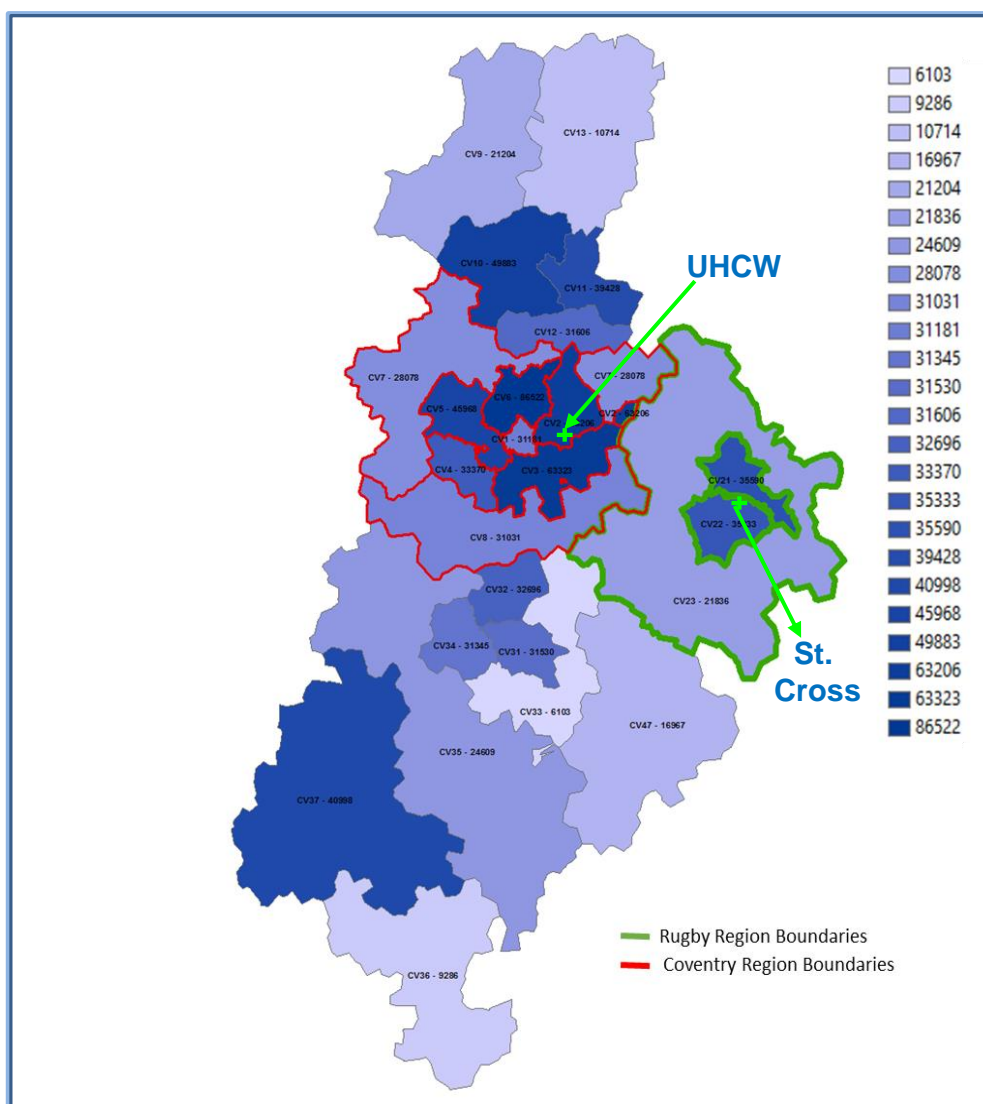 6103
9286
10714
16967
21204
21836
24609
28078
31031
31181
31345
31530
31606
32696
33370
35333
35590
39428
40998
45968
49883
63206
63323
86522
CV13 - 10714
CV9 - 21204
UHCW
CV10 - 49883
CV11 - 39428
CV12 - 31606
CV7 - 28078
28078
CV6 - 86522
CV5 - 45968
CV2 - 63206
CV1 - 31181
CV4 - 33370
CV3 - 63323
CV21 - 35590
CV22 -
CV8 - 31031
CV32 - 32696
CV23 - 21836
CV34 - 31345
CV31 - 31530
St.
Cross
CV33 - 6103
CV47 - 16967
CV35 - 24609
CV37 - 40998
Rugby Region Boundaries
Coventry Region Boundaries
CV36 - 9286